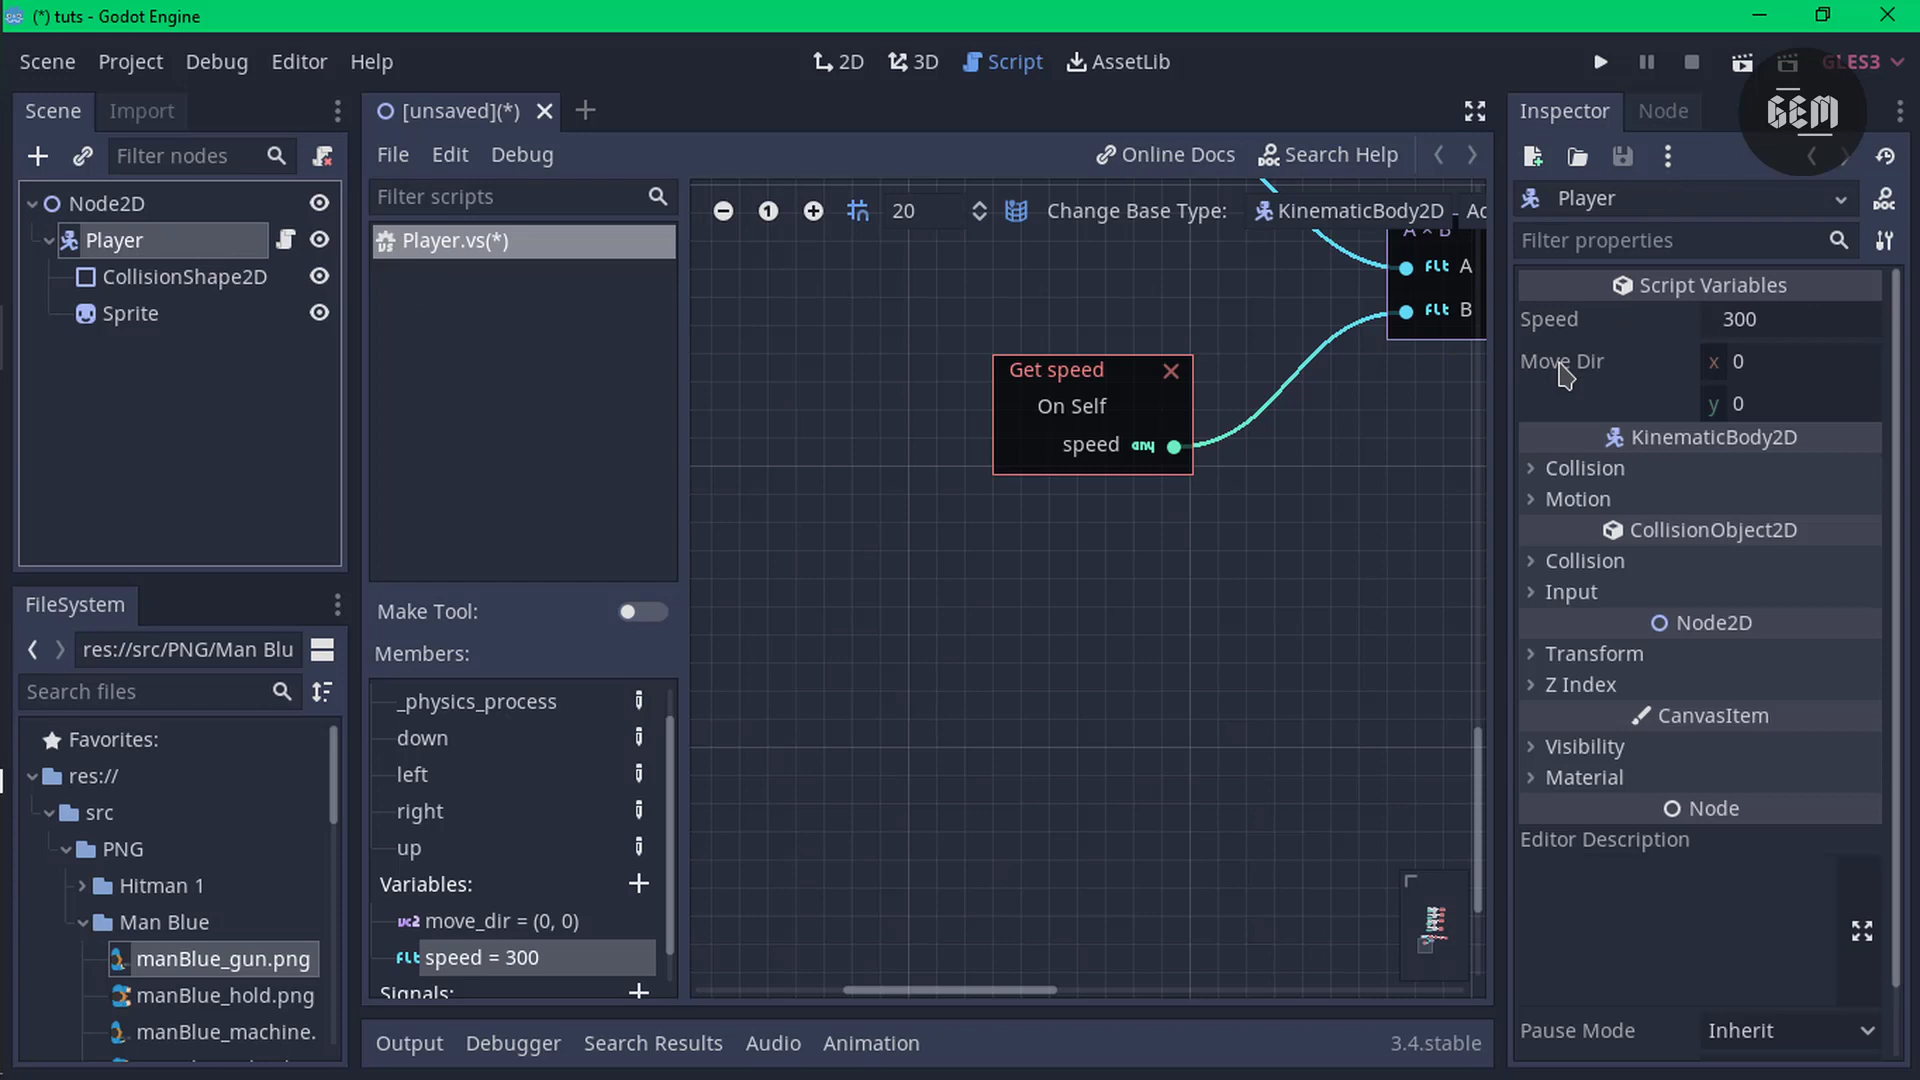 (*) tuts - Godot Engine
Scene Project Debug Editor Help
2D 3D Script AssetLib
GLES3
GEM
Scene Import
Filter nodes
Node2D
Player
CollisionShape2D
Sprite
FileSystem
res://src/PNG/Man Blu
Search files
Favorites:
res://
src
PNG
Hitman 1
Man Blue
manBlue_gun.png
manBlue_hold.png
manBlue_machine.
[unsaved](*)
File Edit Debug
Online Docs Search Help
Filter scripts
Player.vs(*)
Make Tool:
Members:
_physics_process
down
left
right
up
Variables:
vc2 move_dir = (0, 0)
flt speed = 300
Signals:
1 20 Change Base Type: KinematicBody2D
A × B
flt A
flt B
Get speed
On Self
speed any
Output Debugger Search Results Audio Animation 3.4.stable
Inspector Node
Player
Filter properties
Script Variables
Speed 300
Move Dir x 0
y 0
KinematicBody2D
Collision
Motion
CollisionObject2D
Collision
Input
Node2D
Transform
Z Index
CanvasItem
Visibility
Material
Node
Editor Description
Pause Mode Inherit